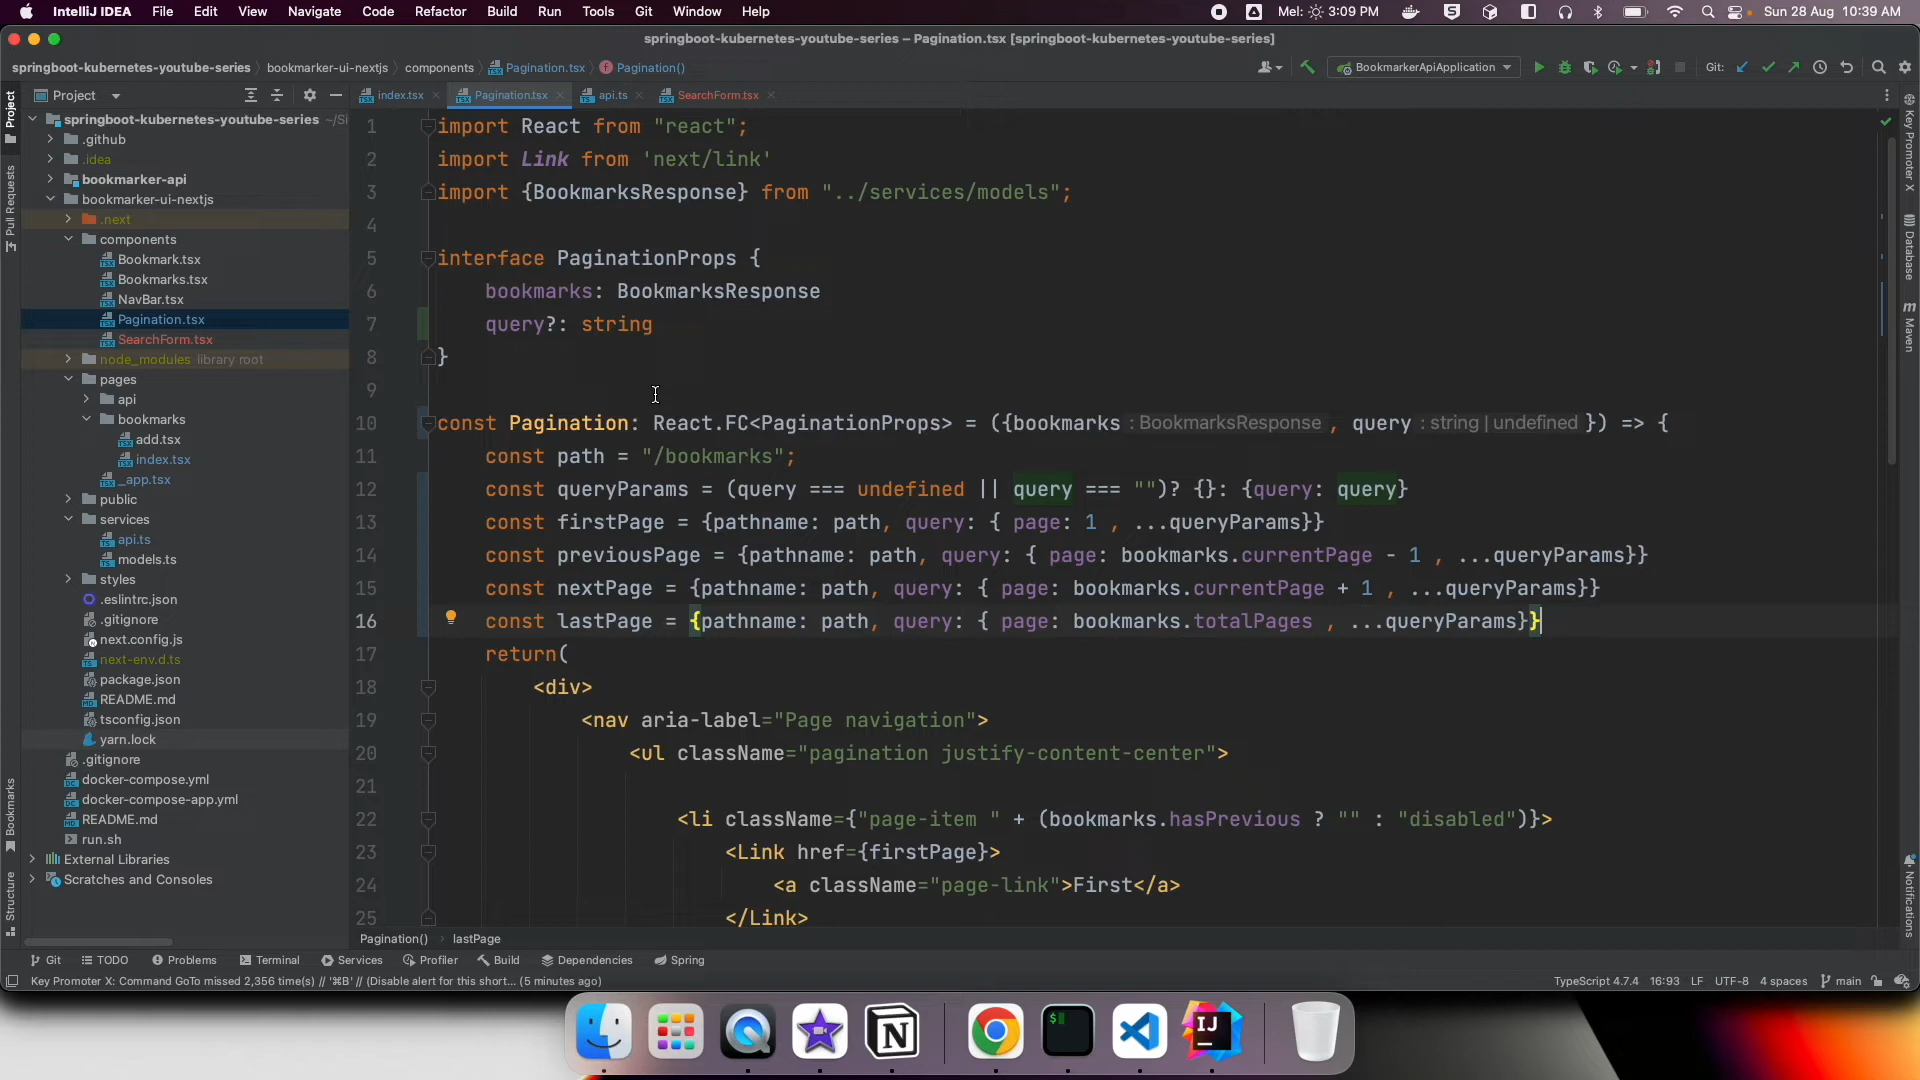 IntelliJ IDEA File Edit View Navigate Code Refactor Build Run Tools Git Window Help Mel: 3:09 PM Sun 28 Aug 10:39 AM
springboot-kubernetes-youtube-series – Pagination.tsx [springboot-kubernetes-youtube-series]
springboot-kubernetes-youtube-series bookmarker-ui-nextjs components Pagination.tsx Pagination() BookmarkerApiApplication Git:
Project index.tsx Pagination.tsx api.ts SearchForm.tsx
Project
Pull Requests
Bookmarks
Structure
springboot-kubernetes-youtube-series ~/Si
.github
.idea
bookmarker-api
bookmarker-ui-nextjs
.next
components
Bookmark.tsx
Bookmarks.tsx
NavBar.tsx
Pagination.tsx
SearchForm.tsx
node_modules library root
pages
api
bookmarks
add.tsx
index.tsx
_app.tsx
public
services
api.ts
models.ts
styles
.eslintrc.json
.gitignore
next.config.js
next-env.d.ts
package.json
README.md
tsconfig.json
yarn.lock
.gitignore
docker-compose.yml
docker-compose-app.yml
README.md
run.sh
External Libraries
Scratches and Consoles
1 import React from "react";
2 import Link from 'next/link'
3 import {BookmarksResponse} from "../services/models";
4
5 interface PaginationProps {
6 bookmarks: BookmarksResponse
7 query?: string
8 }
9
10 const Pagination: React.FC<PaginationProps> = ({bookmarks : BookmarksResponse , query : string | undefined }) => {
11 const path = "/bookmarks";
12 const queryParams = (query === undefined || query === "")? {}: {query: query}
13 const firstPage = {pathname: path, query: { page: 1 , ...queryParams}}
14 const previousPage = {pathname: path, query: { page: bookmarks.currentPage - 1 , ...queryParams}}
15 const nextPage = {pathname: path, query: { page: bookmarks.currentPage + 1 , ...queryParams}}
16 const lastPage = {pathname: path, query: { page: bookmarks.totalPages , ...queryParams}}
17 return(
18 <div>
19 <nav aria-label="Page navigation">
20 <ul className="pagination justify-content-center">
21
22 <li className={"page-item " + (bookmarks.hasPrevious ? "" : "disabled")}>
23 <Link href={firstPage}>
24 <a className="page-link">First</a>
25 </Link>
Key Promoter X
Database
Maven
Notifications
Pagination() lastPage
Git TODO Problems Terminal Services Profiler Build Dependencies Spring
Key Promoter X: Command GoTo missed 2,356 time(s) // '⌘B' // (Disable alert for this short... (5 minutes ago) TypeScript 4.7.4 16:93 LF UTF-8 4 spaces main